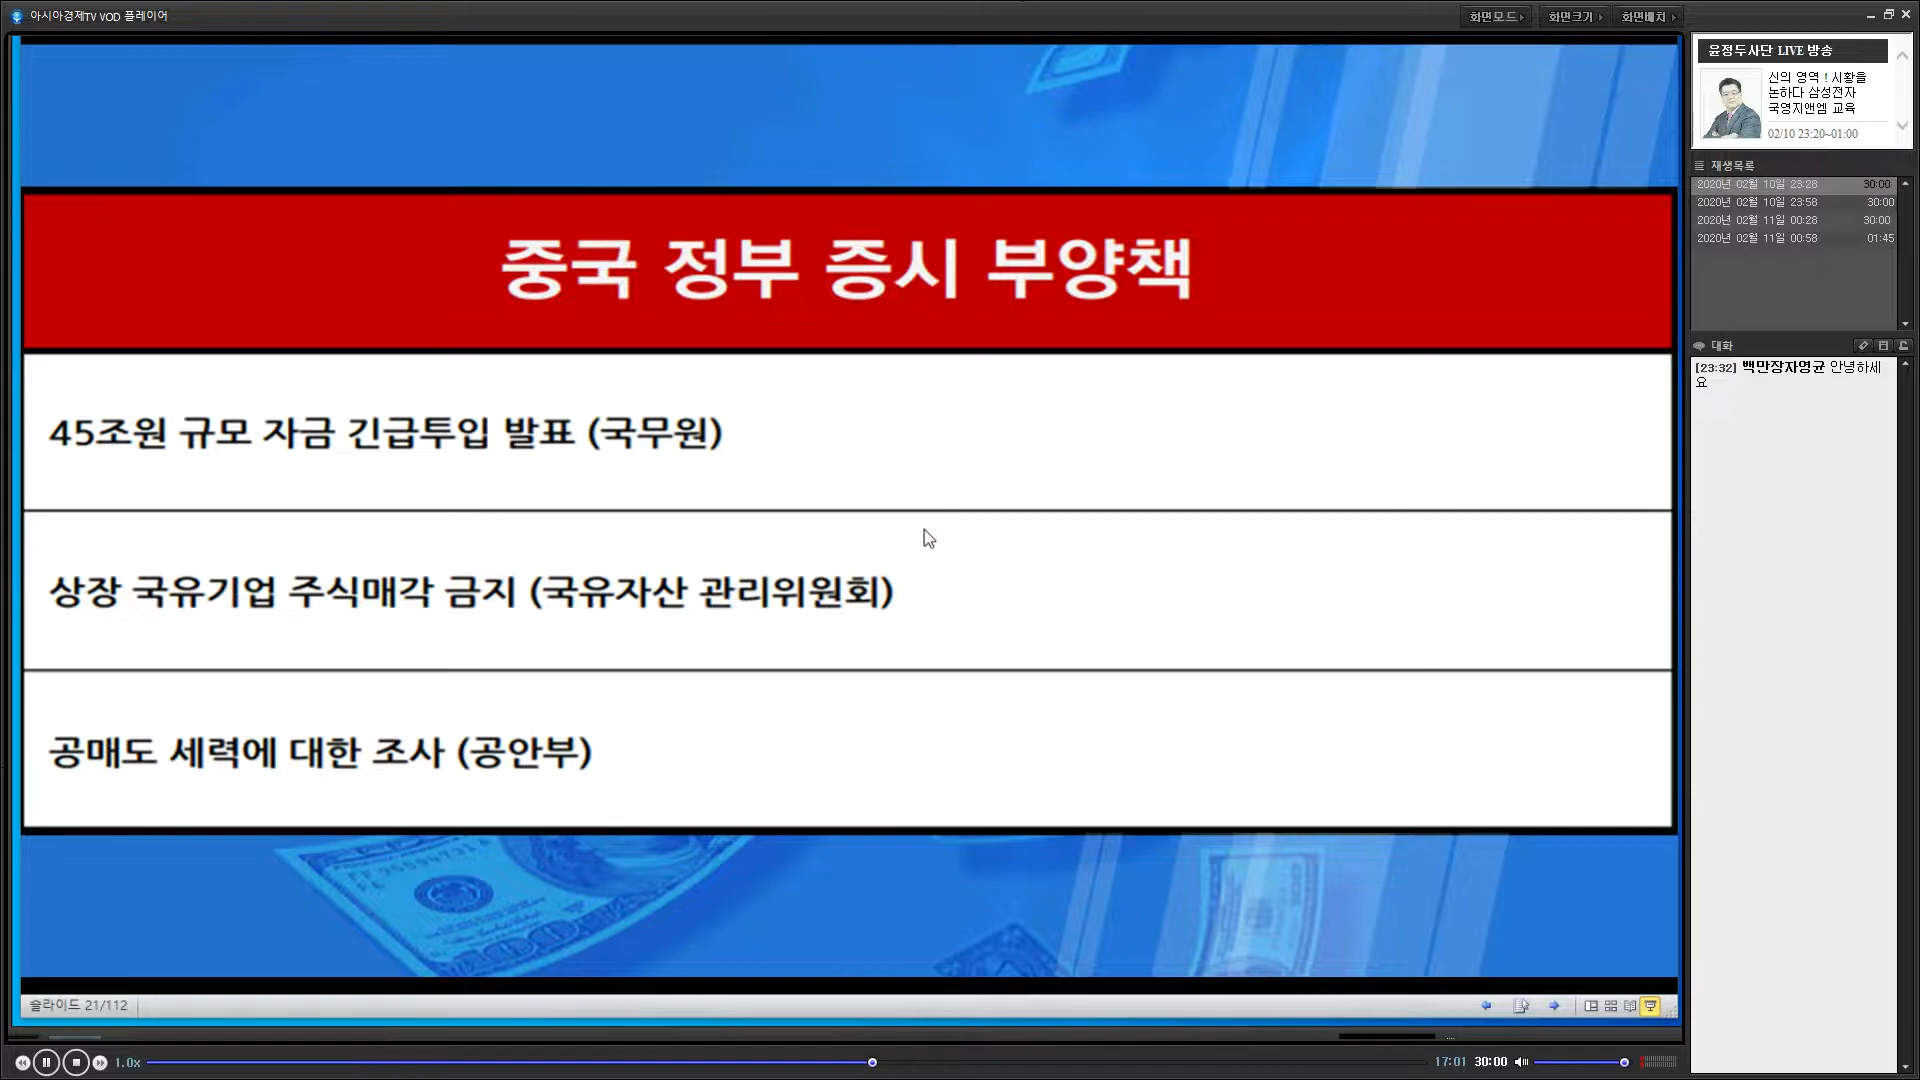 아시아경제TV VOD 플레이어
화면모드
화면크기
화면배치
윤정두사단 LIVE 방송
신의 영역 ! 시황을
논하다 삼성전자
국영지앤엠 교육
02/10 23:20~01:00
재생목록
2020년 02월 10일 23:28 30:00
2020년 02월 10일 23:58 30:00
2020년 02월 11일 00:28 30:00
2020년 02월 11일 00:58 01:45
대화
[23:32] 백만장자영균 안녕하세
요
중국 정부 증시 부양책
45조원 규모 자금 긴급투입 발표 (국무원)
상장 국유기업 주식매각 금지 (국유자산 관리위원회)
공매도 세력에 대한 조사 (공안부)
슬라이드 21/112
1.0x
17:01 30:00